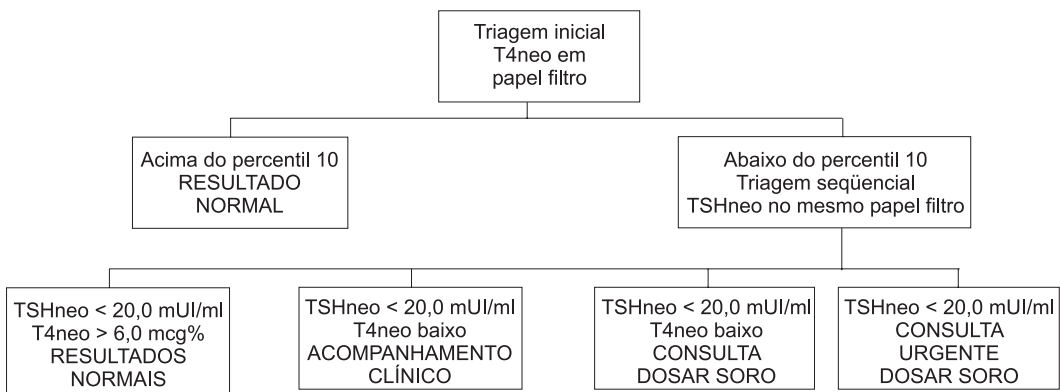 Triagem inicial
T4neo em
papel filtro
Acima do percentil 10
RESULTADO
NORMAL
Abaixo do percentil 10
Triagem seqüencial
TSHneo no mesmo papel filtro
TSHneo < 20,0 mUI/ml
T4neo > 6,0 mcg%
RESULTADOS
NORMAIS
TSHneo < 20,0 mUI/ml
T4neo baixo
ACOMPANHAMENTO
CLÍNICO
TSHneo < 20,0 mUI/ml
T4neo baixo
CONSULTA
DOSAR SORO
TSHneo < 20,0 mUI/ml
CONSULTA
URGENTE
DOSAR SORO